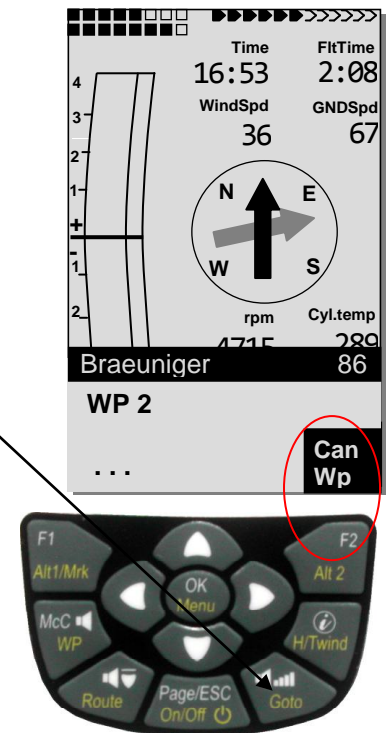 Time FltTime
16:53 2:08
WindSpd GNDSpd
36 67
4
3
2
1
+
-
1
2
N E
W S
rpm Cyl.temp
4715 289
Braeuniger 86
WP 2
. . .
Can
Wp
F1 F2
Alt1/Mrk Alt 2
OK
Menu
McC i
WP H/Twind
Route Page/ESC Goto
On/Off